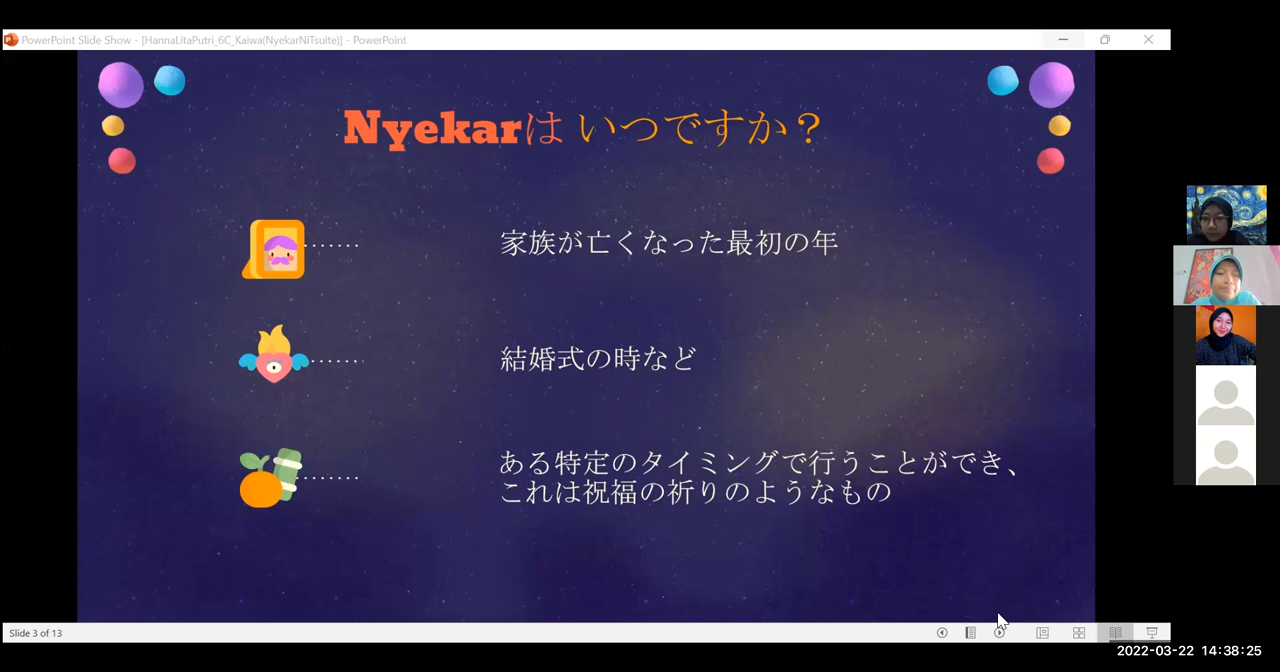 PowerPoint Slide Show - [HannaLitaPutri_6C_Kaiwa(NyekarNiTsuite)] - PowerPoint
Nyekarは いつですか？
家族が亡くなった最初の年
結婚式の時など
ある特定のタイミングで行うことができ、
これは祝福の祈りのようなもの
Slide 3 of 13
2022-03-22 14:38:25